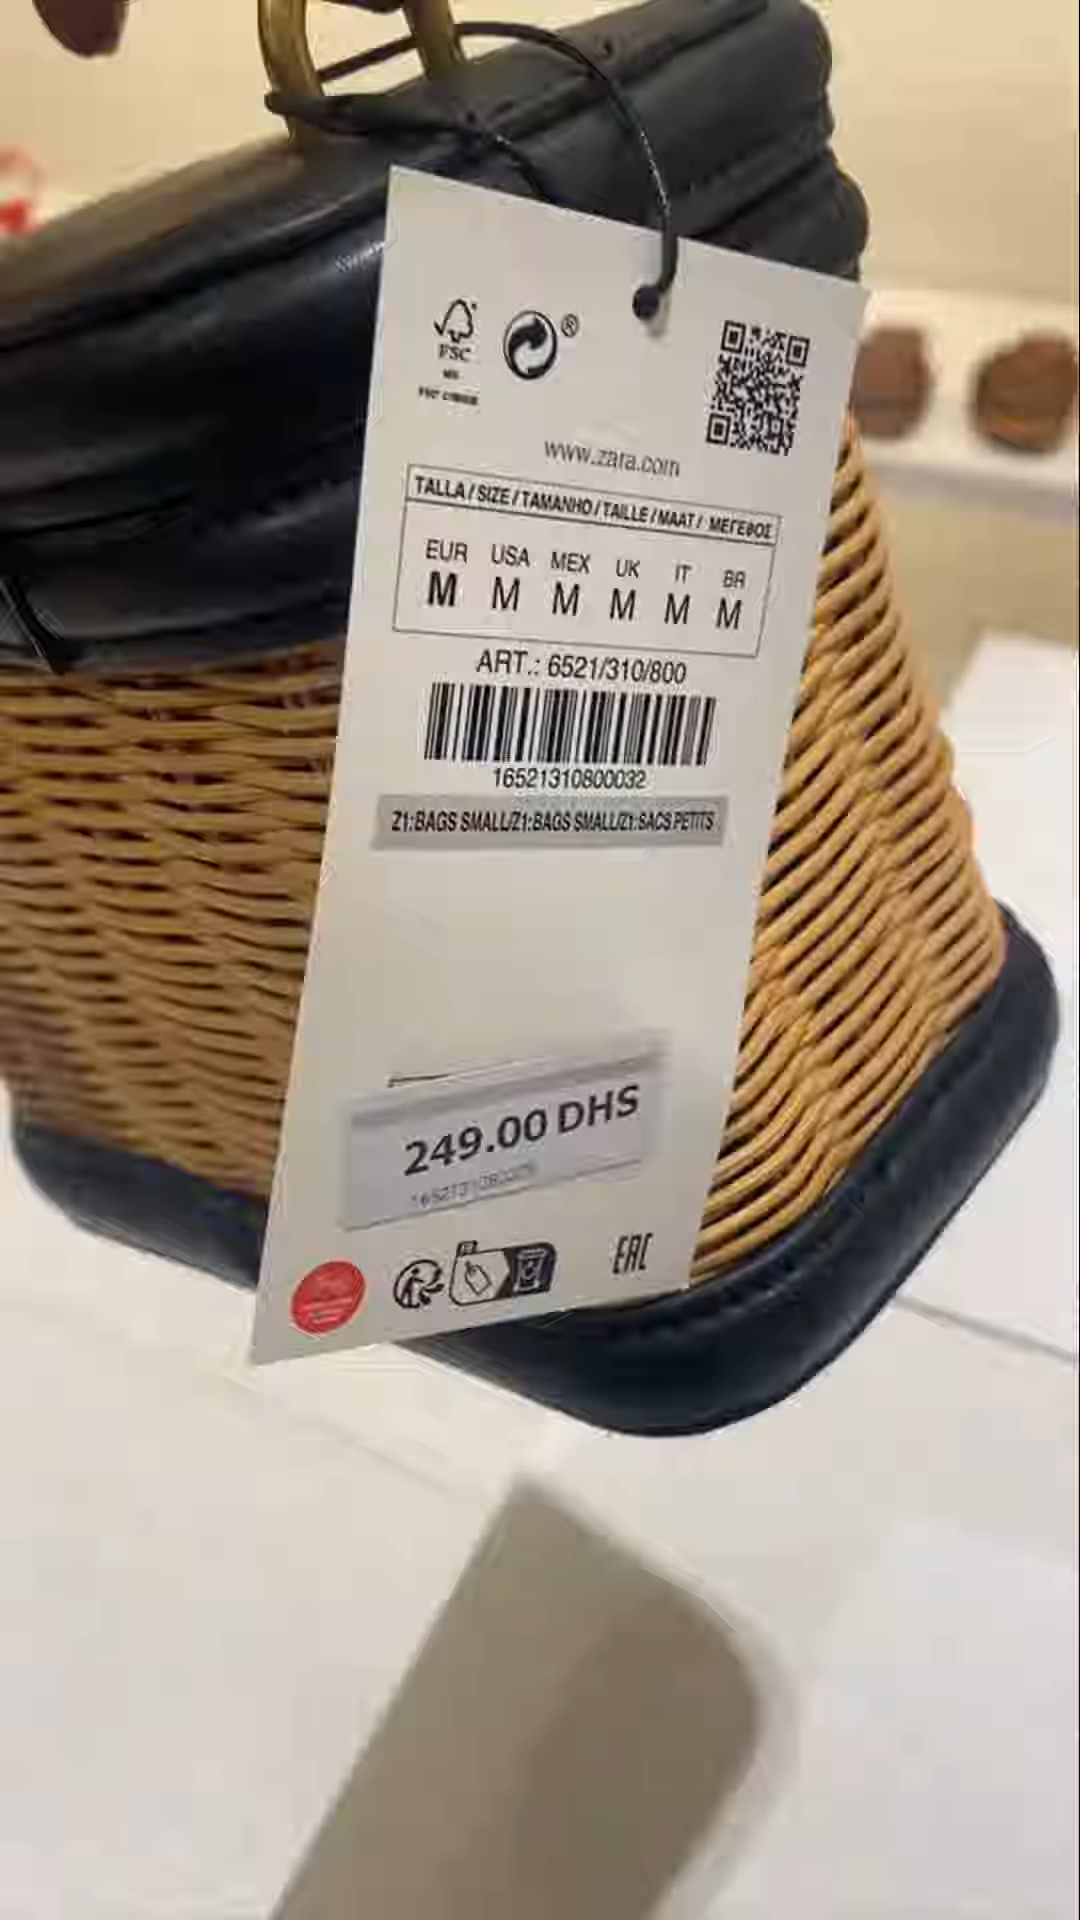 FSC
®
www.zara.com
TALLA / SIZE / TAMANHO / TAILLE / MAAT / ΜΕΓΕΘΟΣ
EUR USA MEX UK IT BR
M M M M M M
ART.: 6521/310/800
16521310800032
Z1:BAGS SMALL/Z1:BAGS SMALL/Z1:SACS PETITS
249.00 DHS
EAC